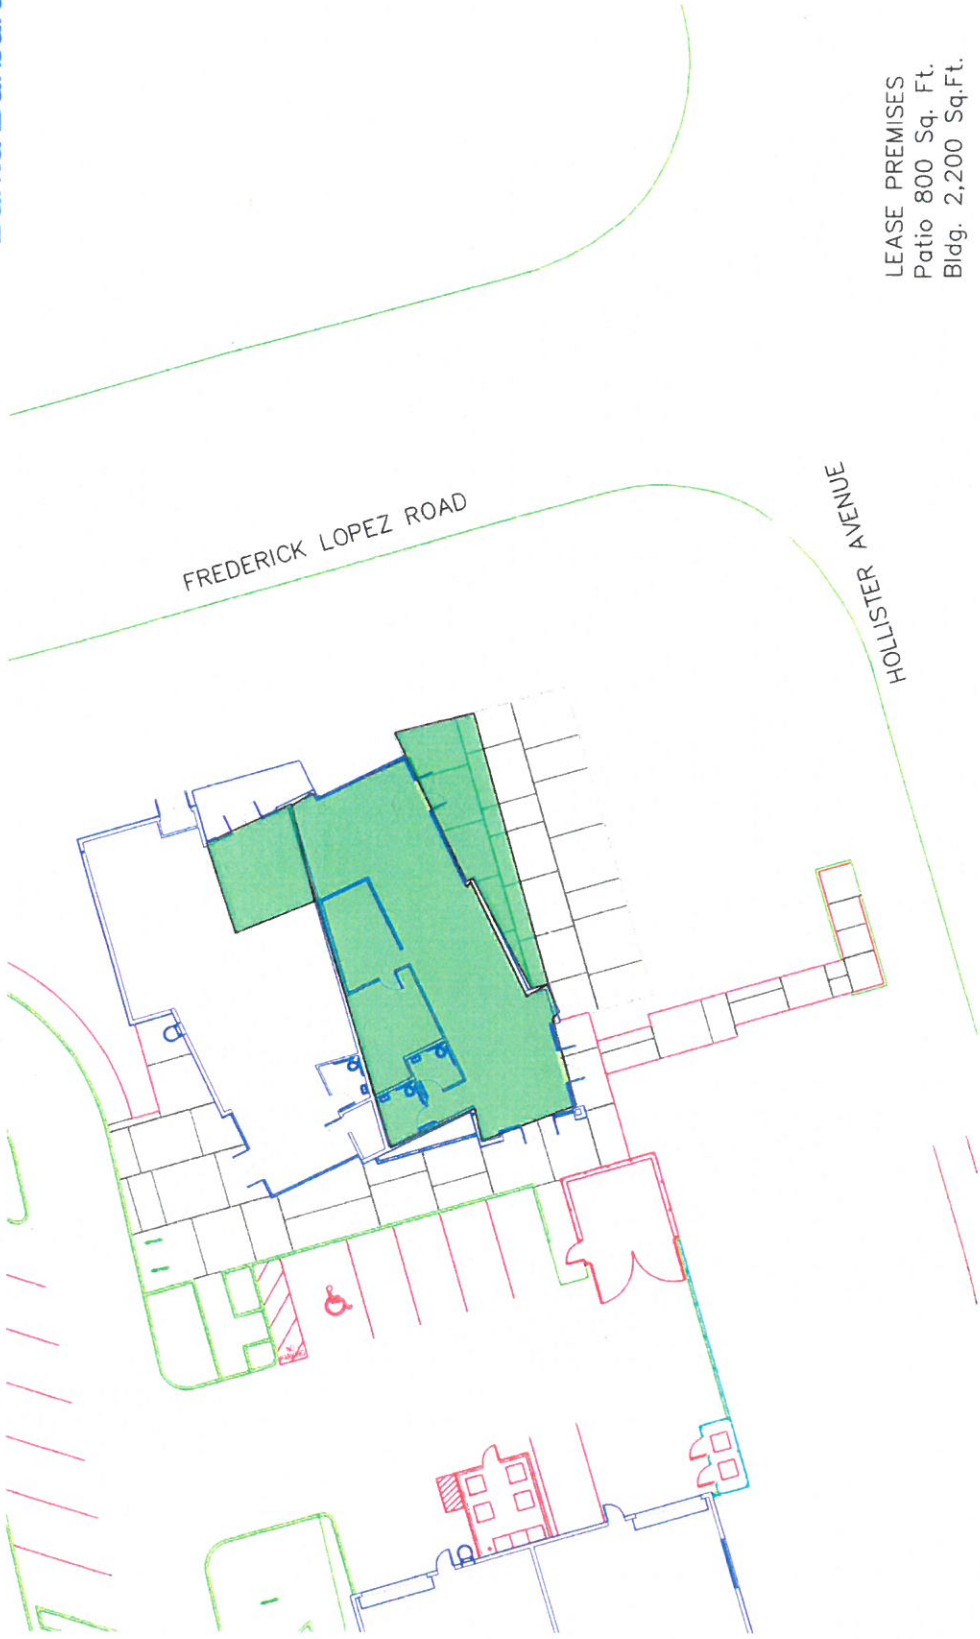 FREDERICK LOPEZ ROAD
HOLLISTER AVENUE
LEASE PREMISES
Patio 800 Sq. Ft.
Bldg. 2,200 Sq.Ft.